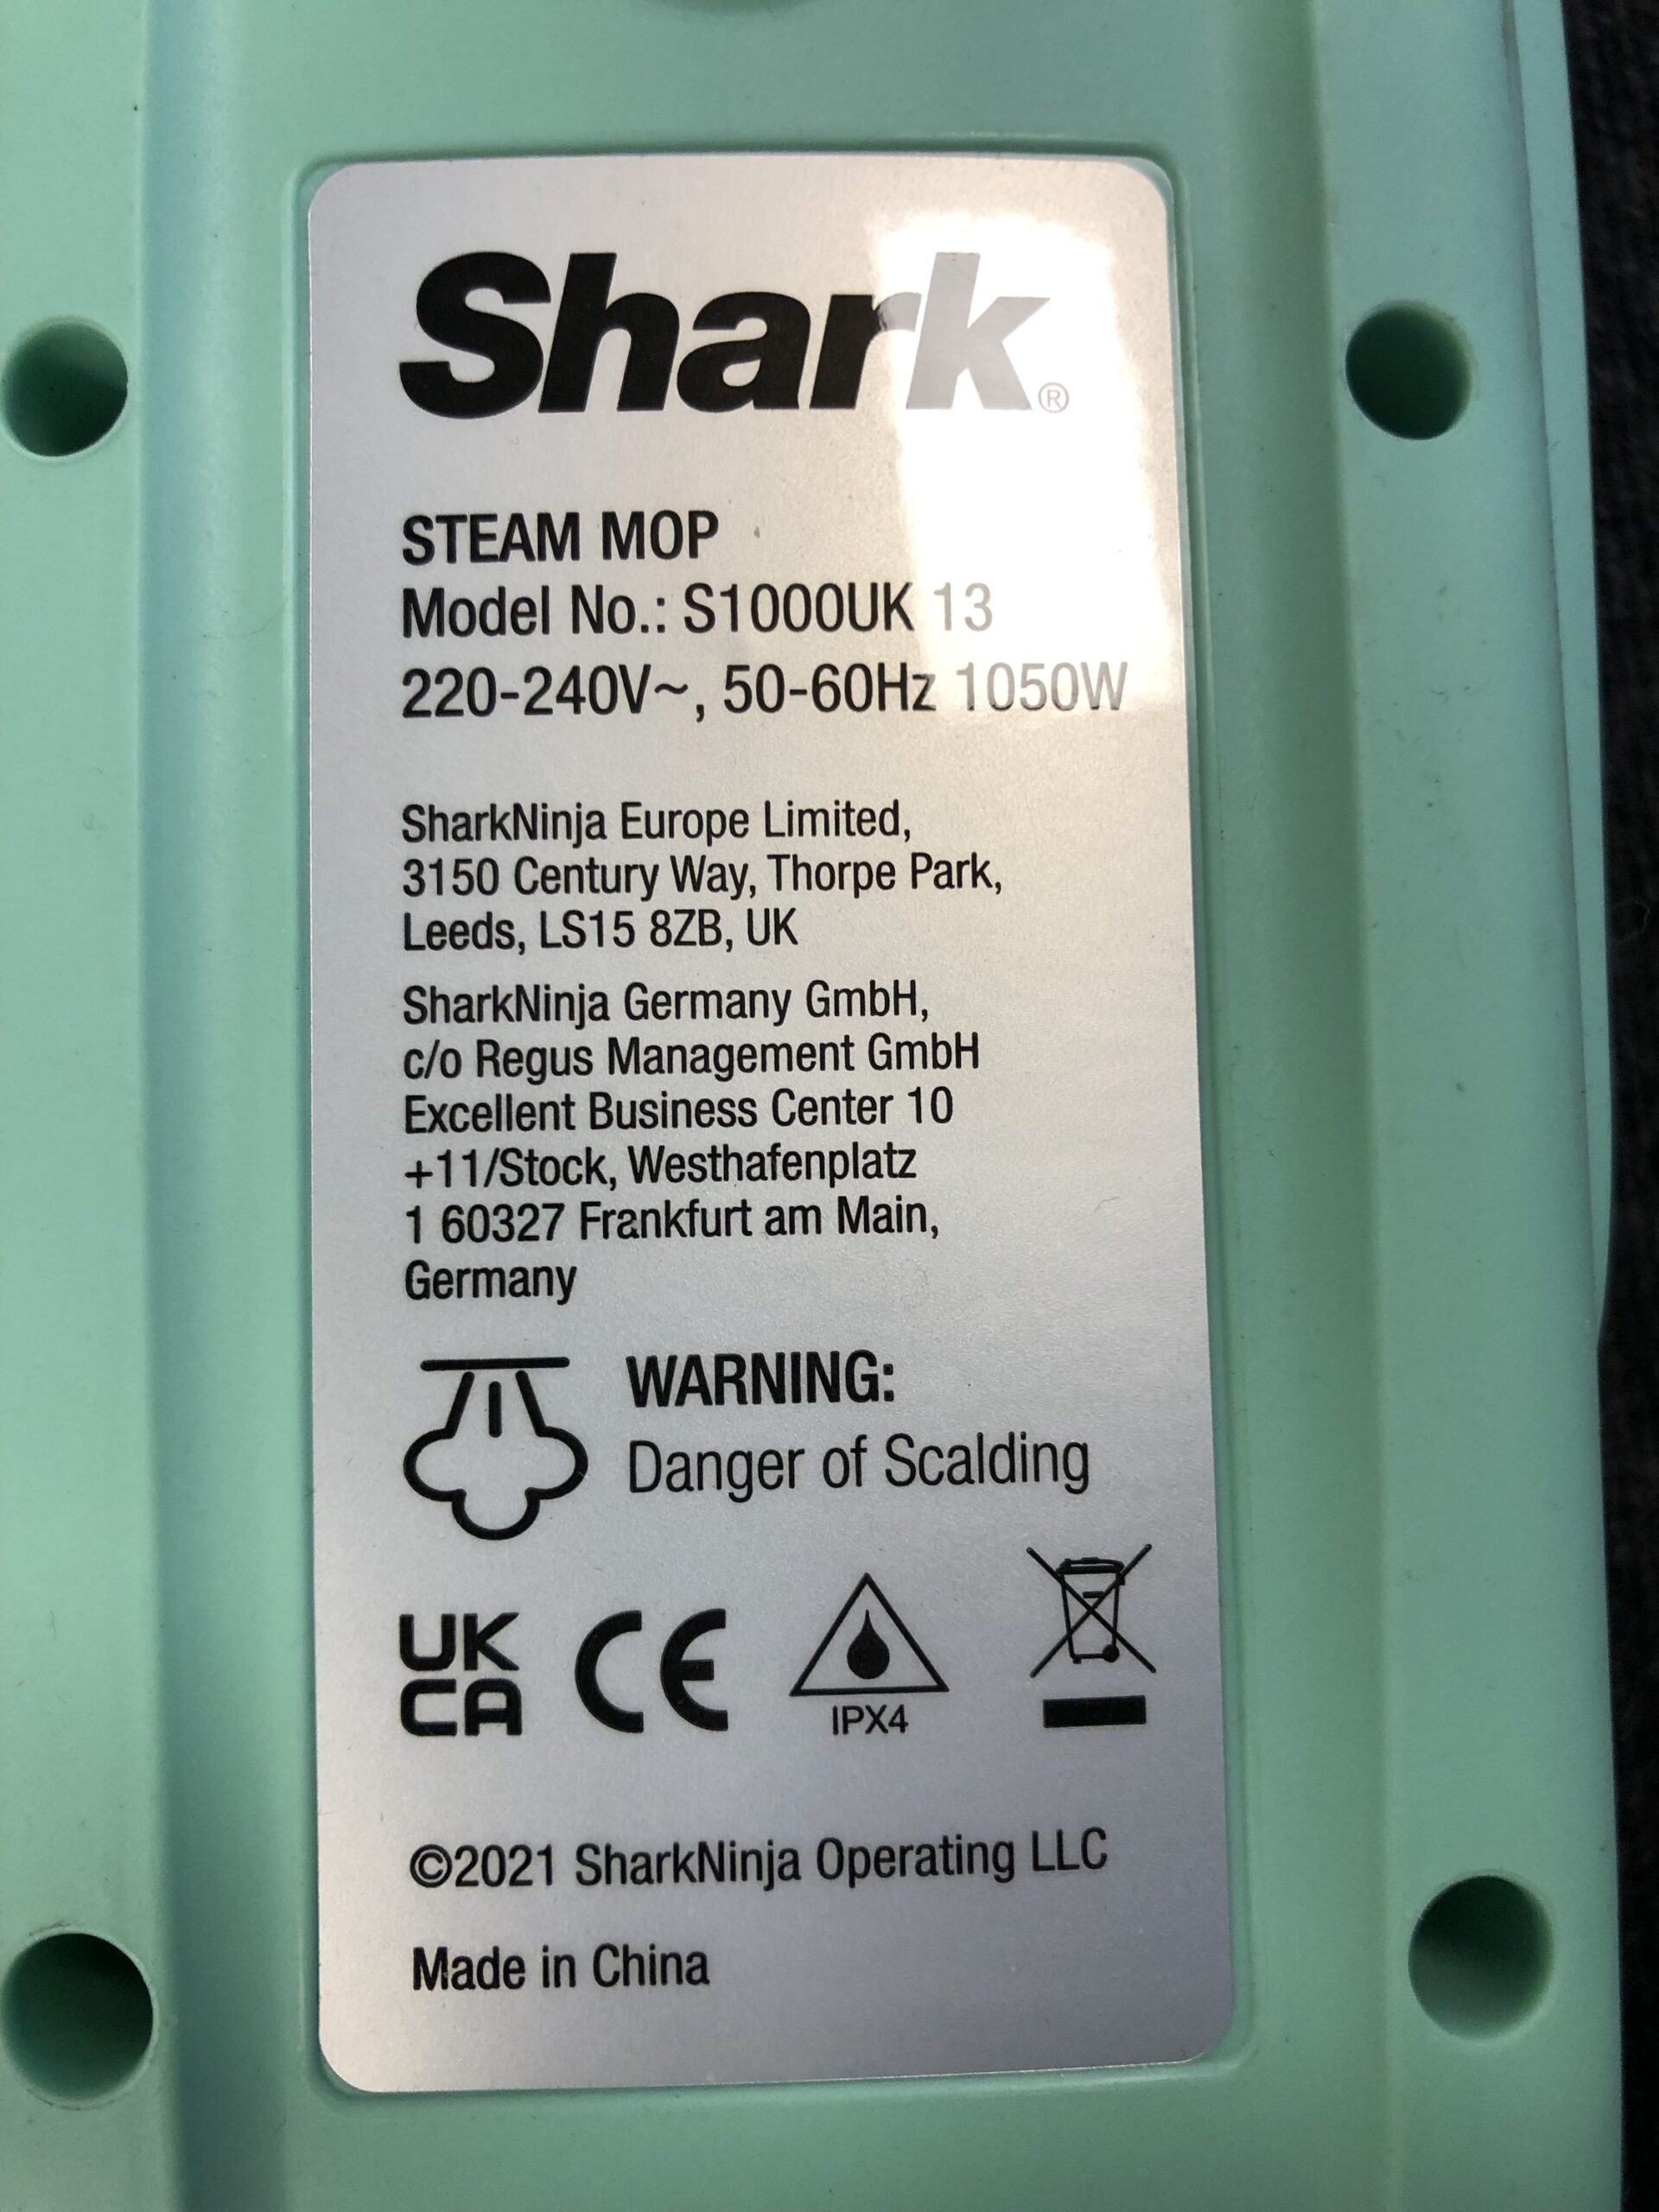 Shark®
STEAM MOP
Model No.: S1000UK 13
220-240V~, 50-60Hz 1050W
SharkNinja Europe Limited,
3150 Century Way, Thorpe Park,
Leeds, LS15 8ZB, UK
SharkNinja Germany GmbH,
c/o Regus Management GmbH
Excellent Business Center 10
+11/Stock, Westhafenplatz
1 60327 Frankfurt am Main,
Germany
WARNING:
Danger of Scalding
UK
CA
CE
IPX4
©2021 SharkNinja Operating LLC
Made in China